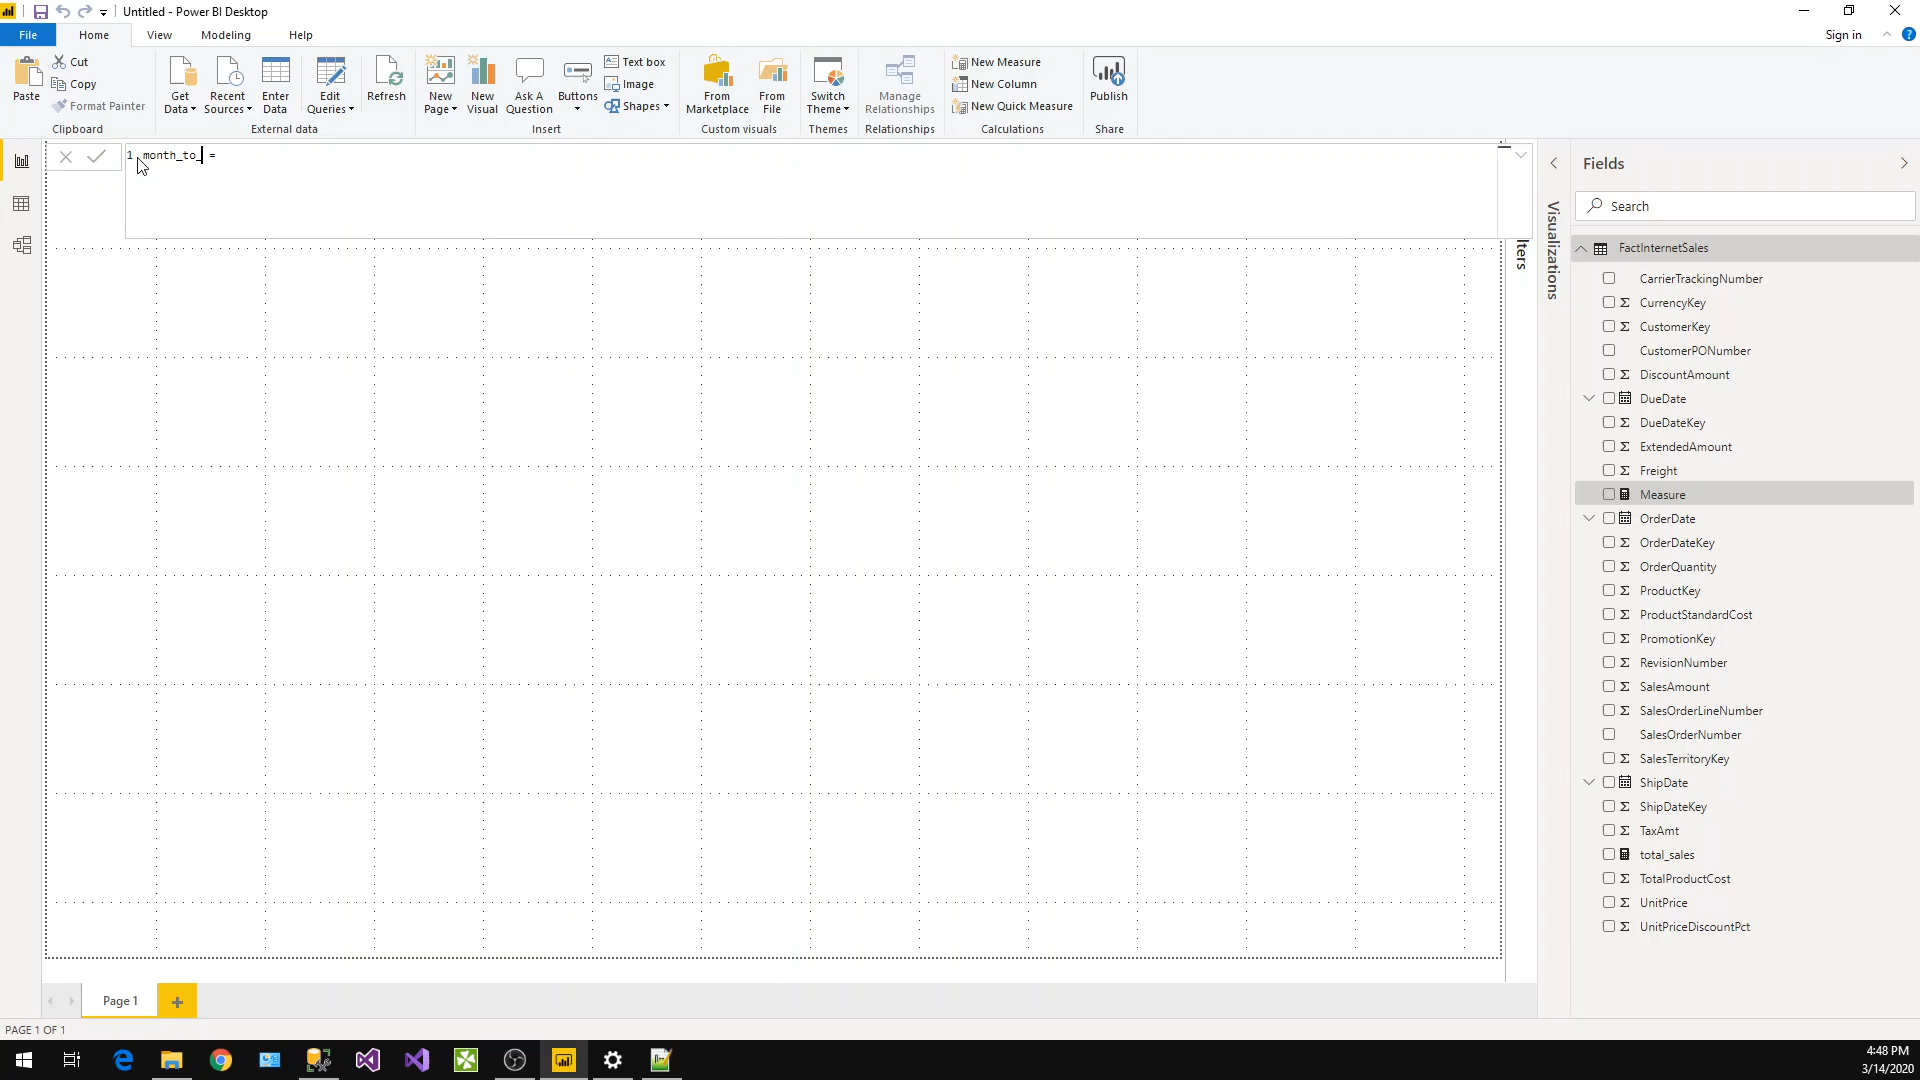 Untitled - Power BI Desktop
File
Home
View
Modeling
Help
Sign in
?
Paste
Cut
Copy
Format Painter
Clipboard
Get
Data
Recent
Sources
Enter
Data
Edit
Queries
Refresh
External data
New
Page
New
Visual
Ask A
Question
Buttons
Text box
Image
Shapes
Insert
From
Marketplace
From
File
Custom visuals
Switch
Theme
Themes
Manage
Relationships
Relationships
New Measure
New Column
New Quick Measure
Calculations
Publish
Share
1 month_to_ =
lters
Visualizations
Fields
Search
FactInternetSales
CarrierTrackingNumber
Σ CurrencyKey
Σ CustomerKey
CustomerPONumber
Σ DiscountAmount
DueDate
Σ DueDateKey
Σ ExtendedAmount
Σ Freight
Measure
OrderDate
Σ OrderDateKey
Σ OrderQuantity
Σ ProductKey
Σ ProductStandardCost
Σ PromotionKey
Σ RevisionNumber
Σ SalesAmount
Σ SalesOrderLineNumber
SalesOrderNumber
Σ SalesTerritoryKey
ShipDate
Σ ShipDateKey
Σ TaxAmt
total_sales
Σ TotalProductCost
Σ UnitPrice
Σ UnitPriceDiscountPct
Page 1
+
PAGE 1 OF 1
4:48 PM
3/14/2020